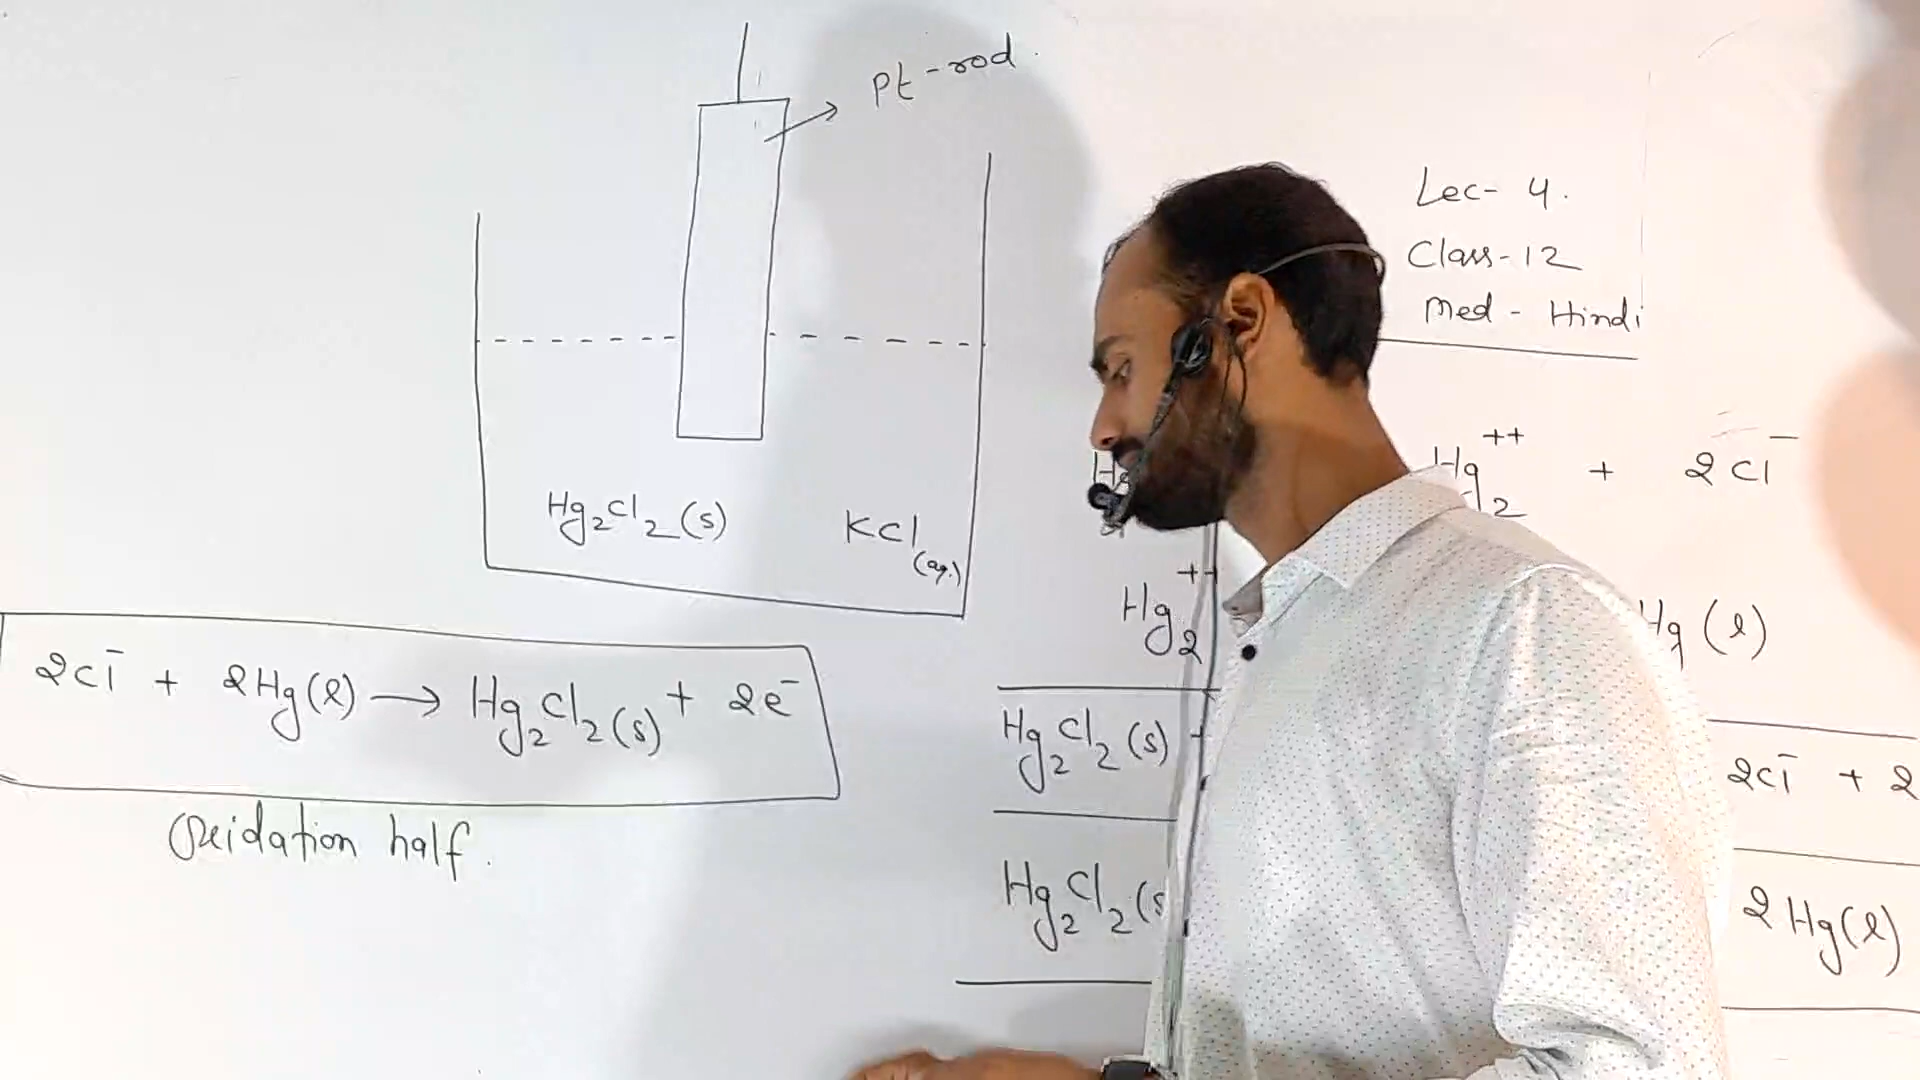 Pt-rod
Hg₂Cl₂(s)
KCl(aq.)
2Cl⁻ + 2Hg(l) → Hg₂Cl₂(s) + 2e⁻
Oxidation half.
Lec- 4.
Class-12
Med - Hindi
Hg₂⁺⁺ + 2Cl⁻
Hg₂⁺⁺ Hg(l)
Hg₂Cl₂(s) + 2Cl⁻ + 2
Hg₂Cl₂(s 2Hg(l)